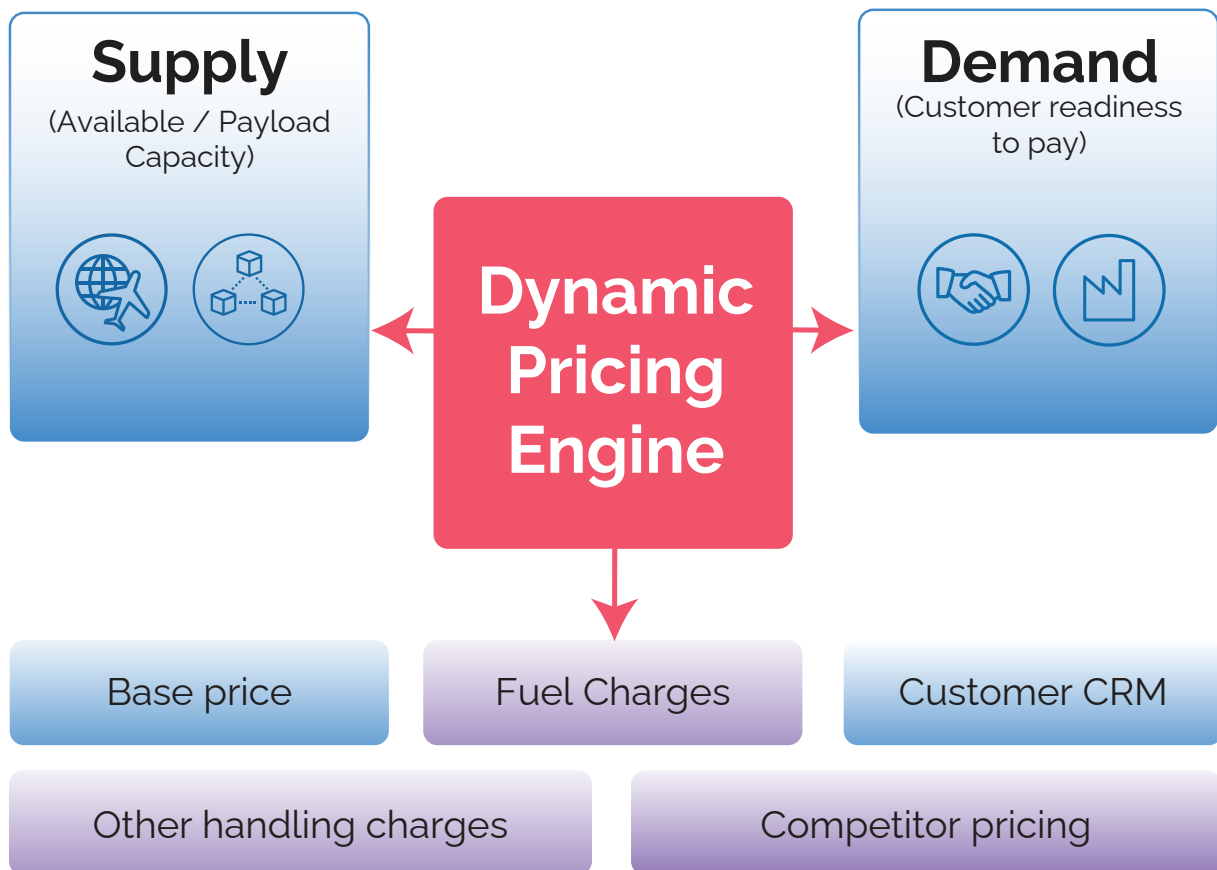 Supply
(Available / Payload
Capacity)
Demand
(Customer readiness
to pay)
Dynamic
Pricing
Engine
Base price
Fuel Charges
Customer CRM
Other handling charges
Competitor pricing